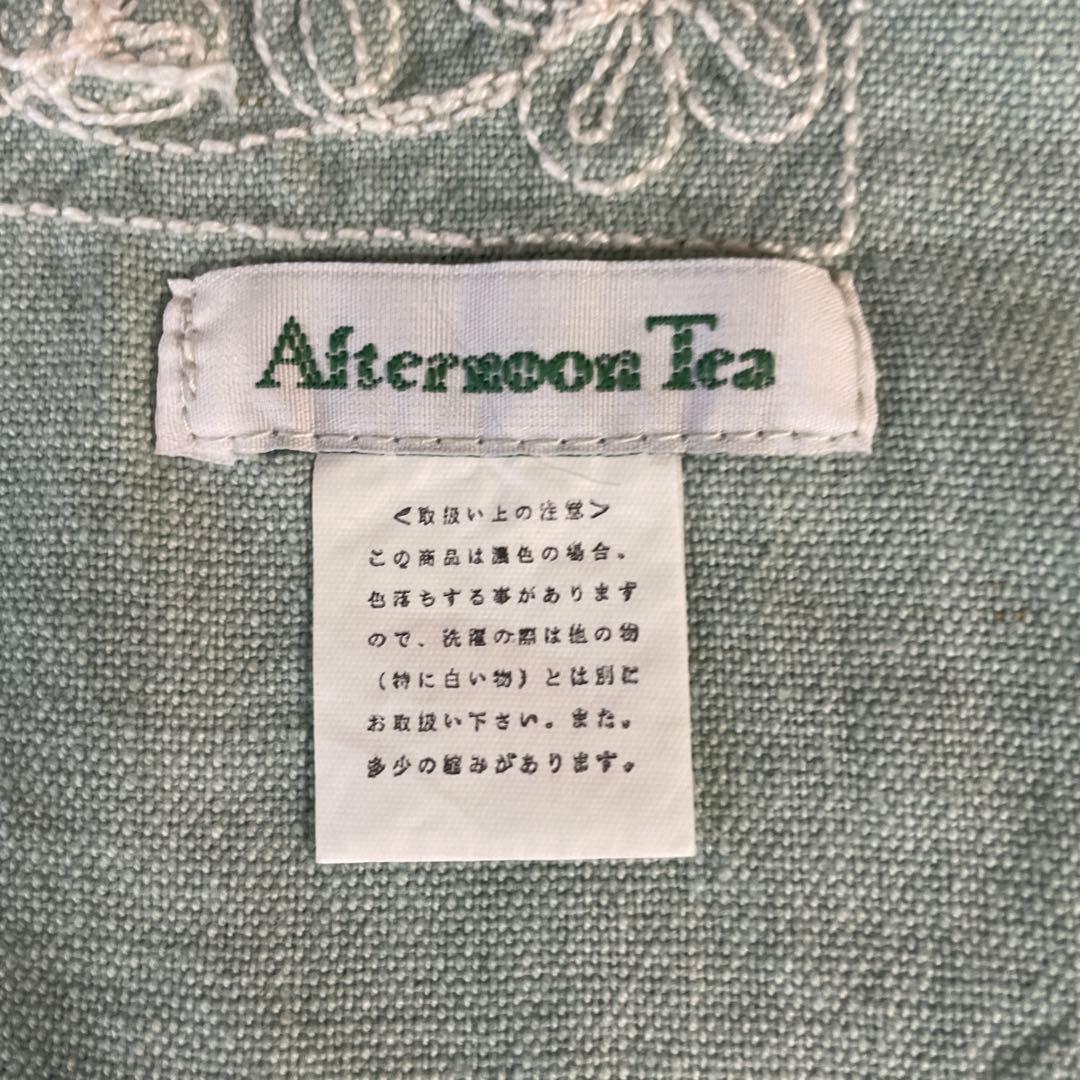 Afternoon Tea
<取扱い上の注意>
この商品は濃色の場合。
色落ちする事があります
ので、洗濯の際は他の物
(特に白い物)とは別に
お取扱い下さい。また。
多少の縮みがあります。